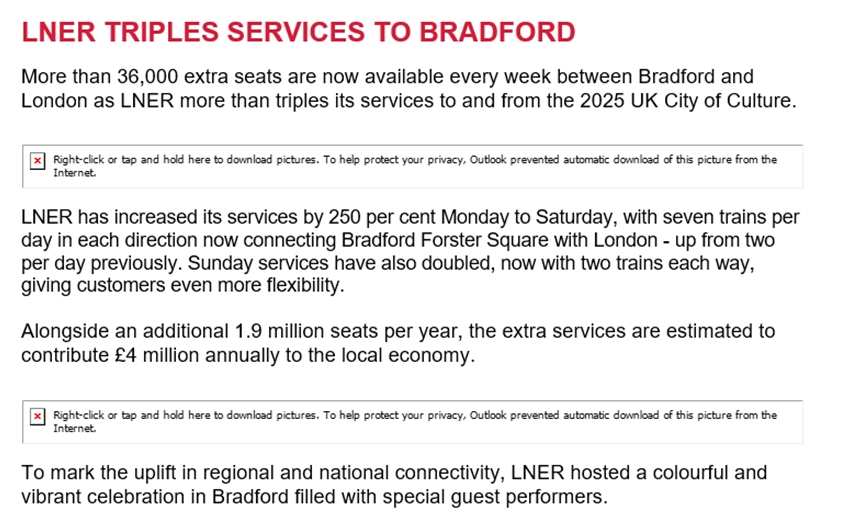 LNER TRIPLES SERVICES TO BRADFORD
More than 36,000 extra seats are now available every week between Bradford and
London as LNER more than triples its services to and from the 2025 UK City of Culture.
Right-click or tap and hold here to download pictures. To help protect your privacy, Outlook prevented automatic download of this picture from the
Internet.
LNER has increased its services by 250 per cent Monday to Saturday, with seven trains per
day in each direction now connecting Bradford Forster Square with London - up from two
per day previously. Sunday services have also doubled, now with two trains each way,
giving customers even more flexibility.
Alongside an additional 1.9 million seats per year, the extra services are estimated to
contribute £4 million annually to the local economy.
Right-click or tap and hold here to download pictures. To help protect your privacy, Outlook prevented automatic download of this picture from the
Internet.
To mark the uplift in regional and national connectivity, LNER hosted a colourful and
vibrant celebration in Bradford filled with special guest performers.